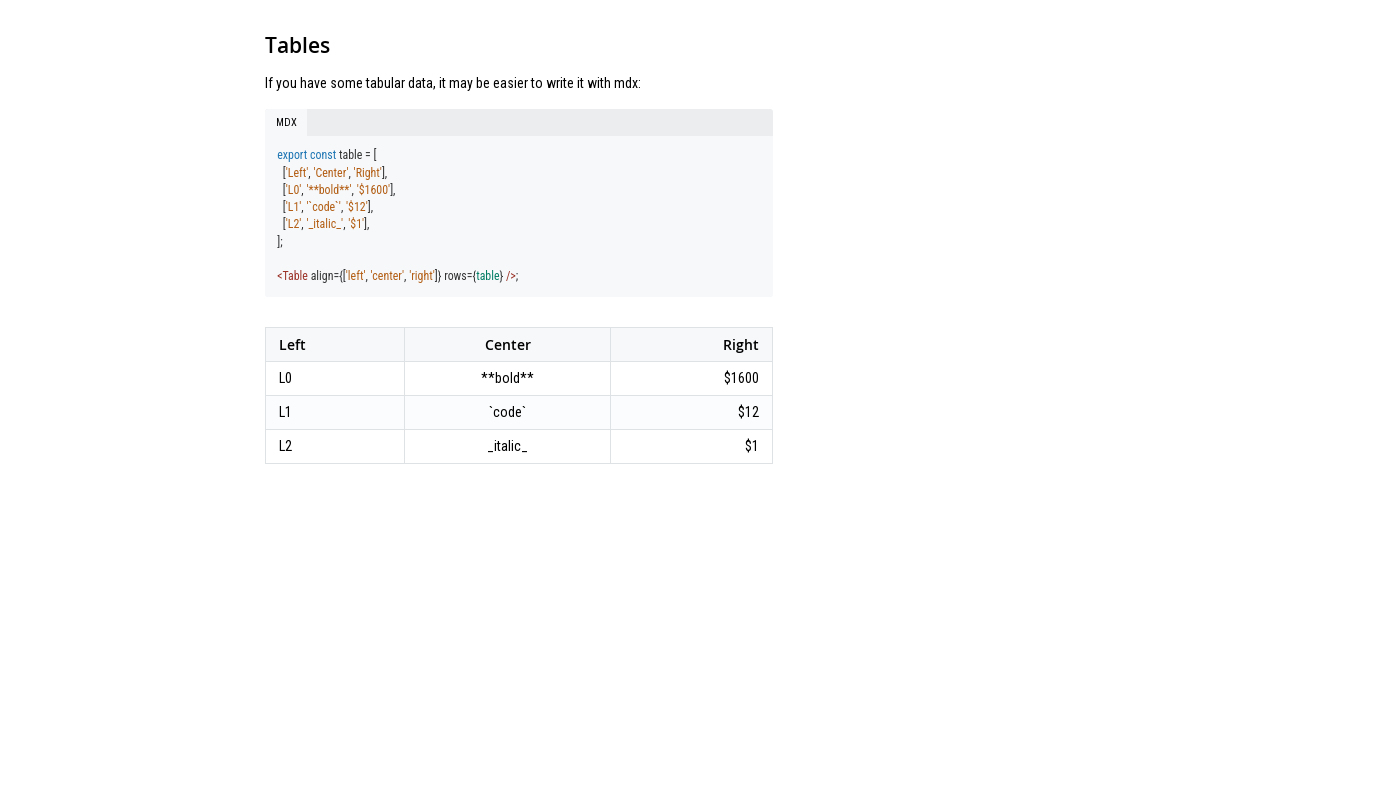 Tables
If you have some tabular data, it may be easier to write it with mdx:
MDX
export const table = [
  ['Left', 'Center', 'Right'],
  ['L0', '**bold**', '$1600'],
  ['L1', '`code`', '$12'],
  ['L2', '_italic_', '$1'],
];
<Table align={['left', 'center', 'right']} rows={table} />;
Left Center Right
L0 **bold** $1600
L1 `code` $12
L2 _italic_ $1